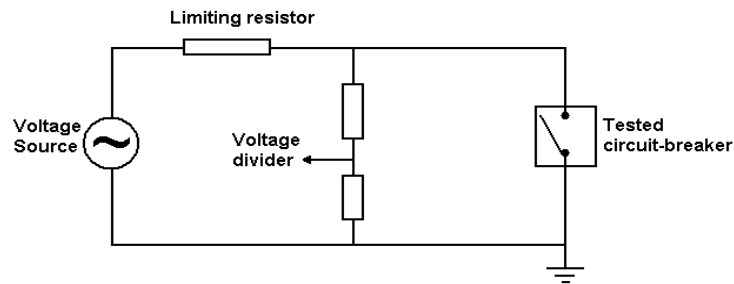 Limiting resistor
Voltage
Source
Voltage
divider
Tested
circuit-breaker